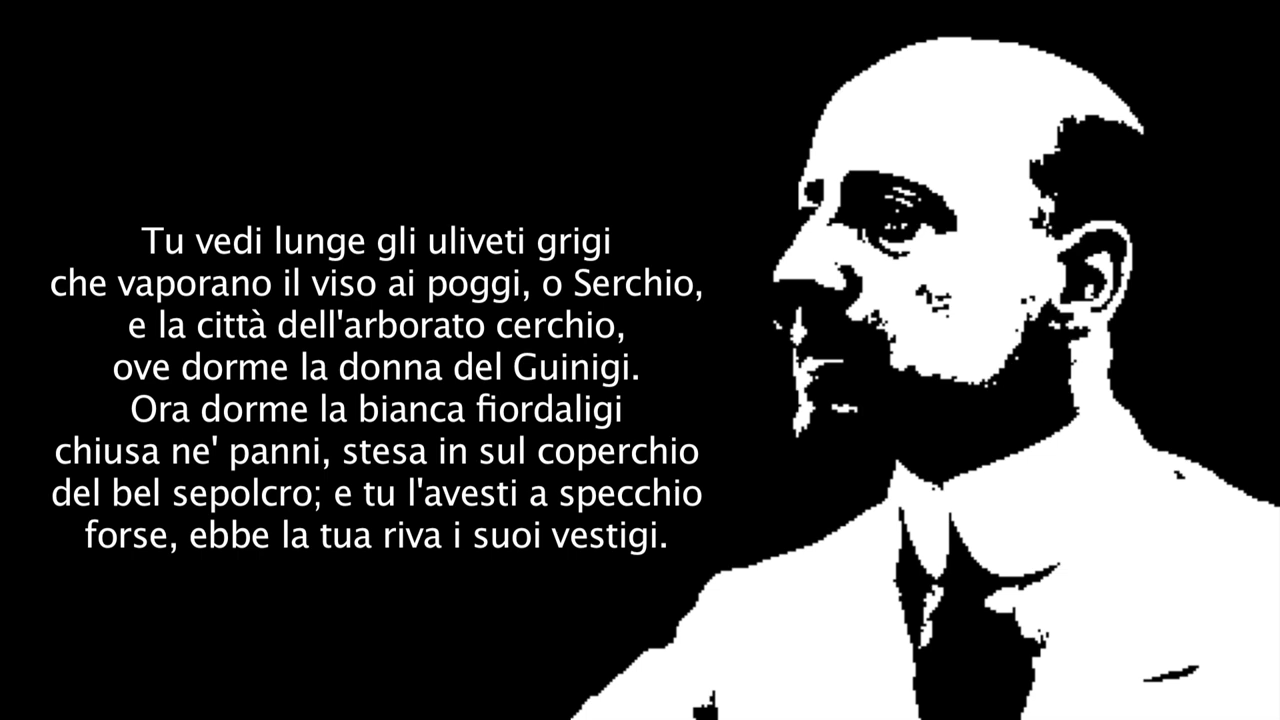 Tu vedi lunge gli uliveti grigi
che vaporano il viso ai poggi, o Serchio,
e la città dell'arborato cerchio,
ove dorme la donna del Guinigi.
Ora dorme la bianca fiordaligi
chiusa ne' panni, stesa in sul coperchio
del bel sepolcro; e tu l'avesti a specchio
forse, ebbe la tua riva i suoi vestigi.